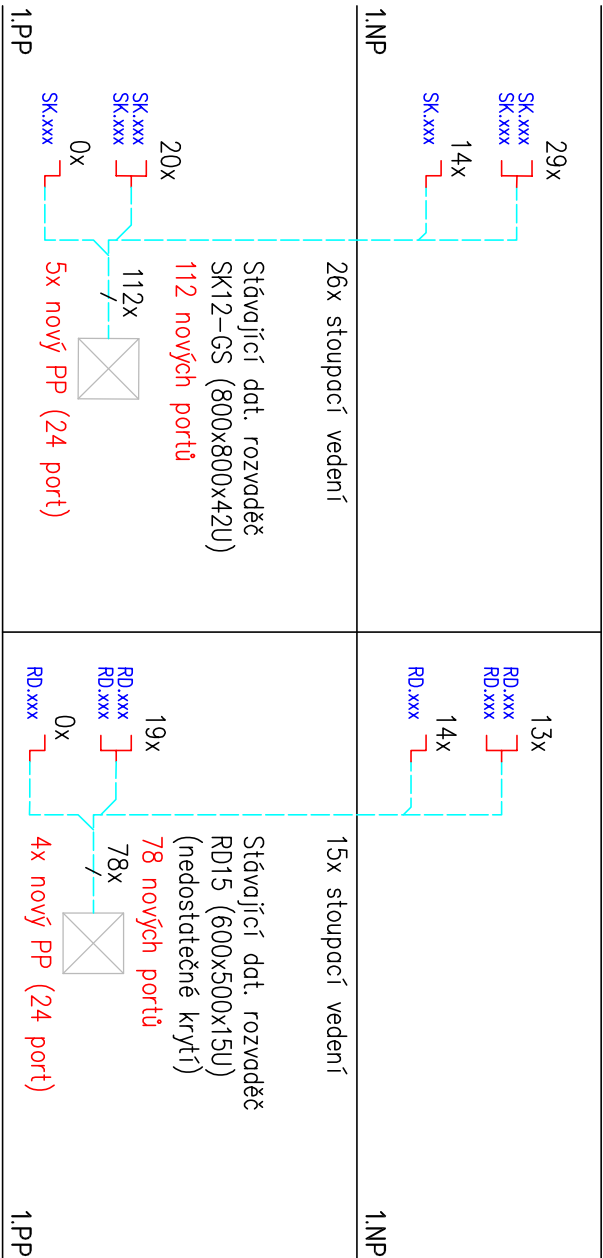 29x
SK.xxx
SK.xxx
14x
SK.xxx
1.NP
26x stoupací vedení
Stávající dat. rozvaděč
SK12-GS (800x800x42U)
112 nových portů
20x
SK.xxx
SK.xxx
112x
0x
SK.xxx
5x nový PP (24 port)
1.PP
13x
RD.xxx
RD.xxx
14x
RD.xxx
1.NP
15x stoupací vedení
Stávající dat. rozvaděč
RD15 (600x500x15U)
(nedostatečné krytí)
78 nových portů
19x
RD.xxx
RD.xxx
78x
0x
RD.xxx
4x nový PP (24 port)
1.PP